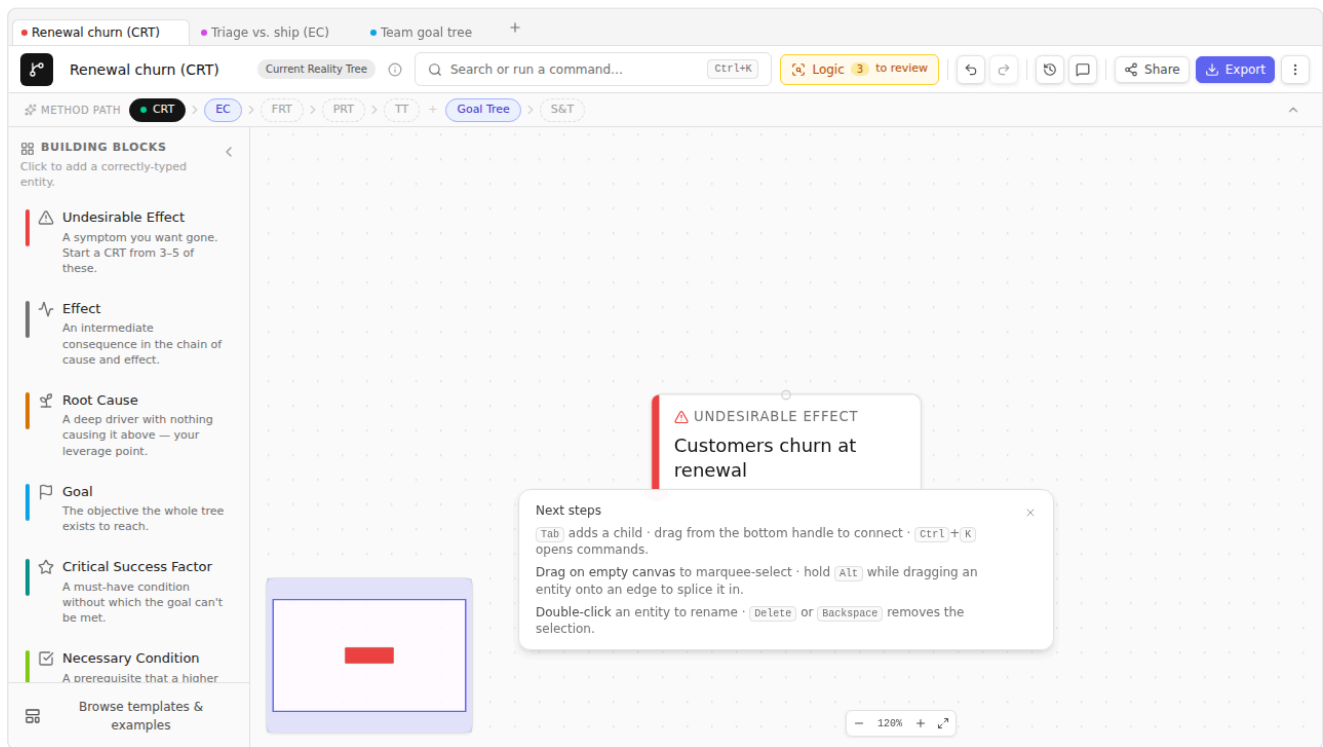 Renewal churn (CRT)
Triage vs. ship (EC)
Team goal tree
+
Renewal churn (CRT)
Current Reality Tree
Search or run a command...
Ctrl+K
Logic 3 to review
Share
Export
METHOD PATH
CRT
EC
FRT
PRT
TT
+
Goal Tree
S&T
BUILDING BLOCKS
Click to add a correctly-typed
entity.
Undesirable Effect
A symptom you want gone.
Start a CRT from 3–5 of
these.
Effect
An intermediate
consequence in the chain of
cause and effect.
Root Cause
A deep driver with nothing
causing it above — your
leverage point.
Goal
The objective the whole tree
exists to reach.
Critical Success Factor
A must-have condition
without which the goal can't
be met.
Necessary Condition
A prerequisite that a higher
Browse templates &
examples
UNDESIRABLE EFFECT
Customers churn at
renewal
Next steps
Tab adds a child · drag from the bottom handle to connect · Ctrl+K
opens commands.
Drag on empty canvas to marquee-select · hold Alt while dragging an
entity onto an edge to splice it in.
Double-click an entity to rename · Delete or Backspace removes the
selection.
− 120% +